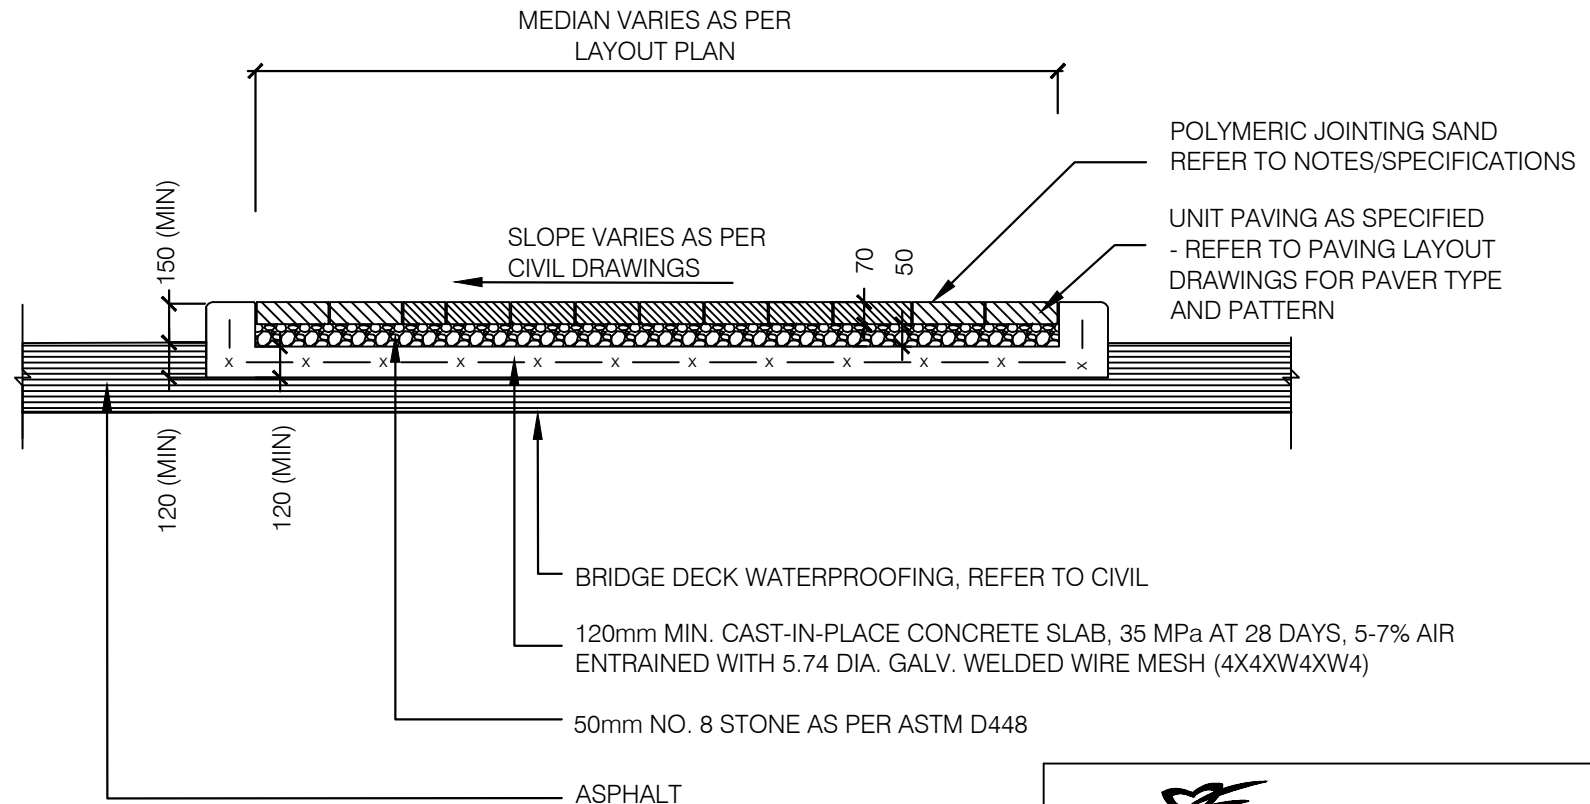 MEDIAN VARIES AS PER
LAYOUT PLAN
POLYMERIC JOINTING SAND
REFER TO NOTES/SPECIFICATIONS
UNIT PAVING AS SPECIFIED
- REFER TO PAVING LAYOUT
DRAWINGS FOR PAVER TYPE
AND PATTERN
150 (MIN)
SLOPE VARIES AS PER
CIVIL DRAWINGS
70
50
x x x x x x x x x x x x
120 (MIN)
120 (MIN)
BRIDGE DECK WATERPROOFING, REFER TO CIVIL
120mm MIN. CAST-IN-PLACE CONCRETE SLAB, 35 MPa AT 28 DAYS, 5-7% AIR
ENTRAINED WITH 5.74 DIA. GALV. WELDED WIRE MESH (4X4XW4XW4)
50mm NO. 8 STONE AS PER ASTM D448
ASPHALT